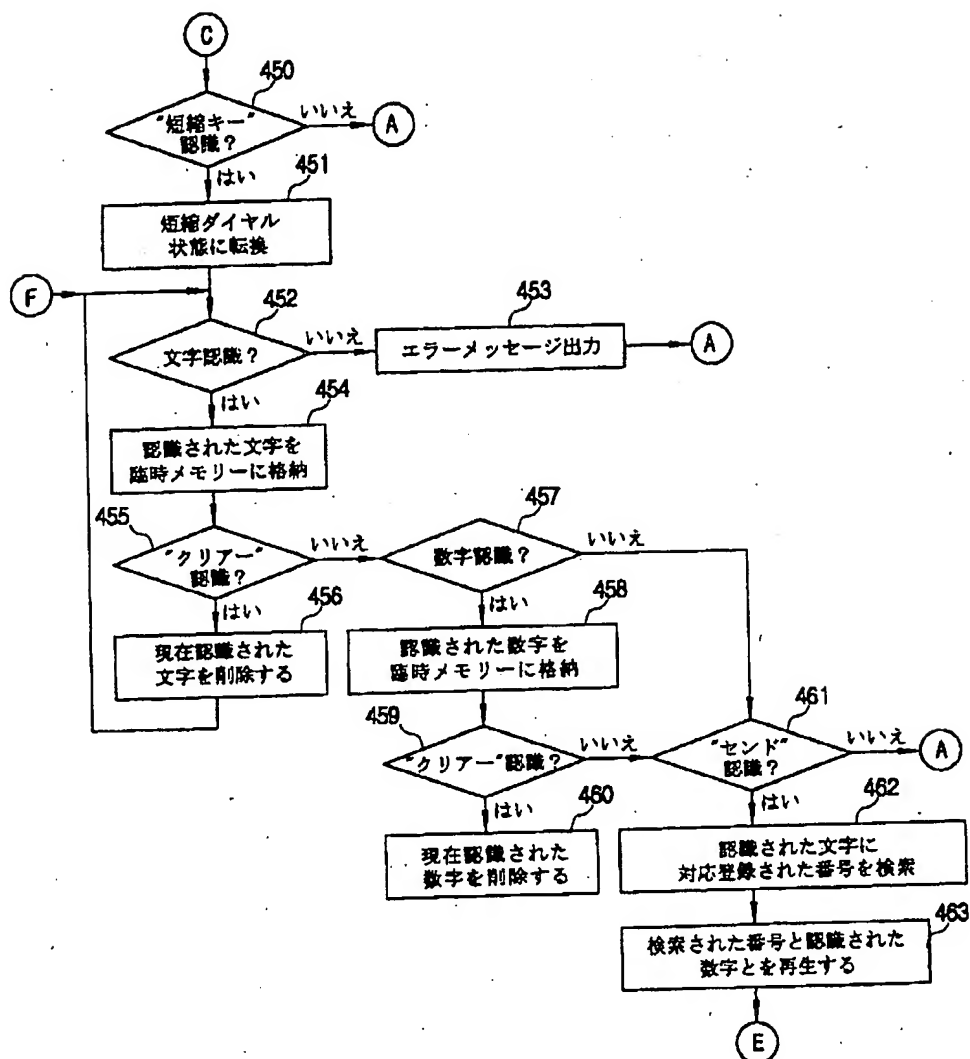 C
450
"短縮キー"
認識?
いいえ
A
はい
451
短縮ダイヤル
状態に転換
F
452
文字認識?
いいえ
453
エラーメッセージ出力
A
はい
454
認識された文字を
臨時メモリーに格納
455
"クリアー"
認識?
いいえ
457
数字認識?
いいえ
はい
456
現在認識された
文字を削除する
はい
458
認識された数字を
臨時メモリーに格納
459
"クリアー"認識?
いいえ
461
"センド"
認識?
いいえ
A
はい
460
現在認識された
数字を削除する
はい
462
認識された文字に
対応登録された番号を検索
463
検索された番号と認識された
数字とを再生する
E